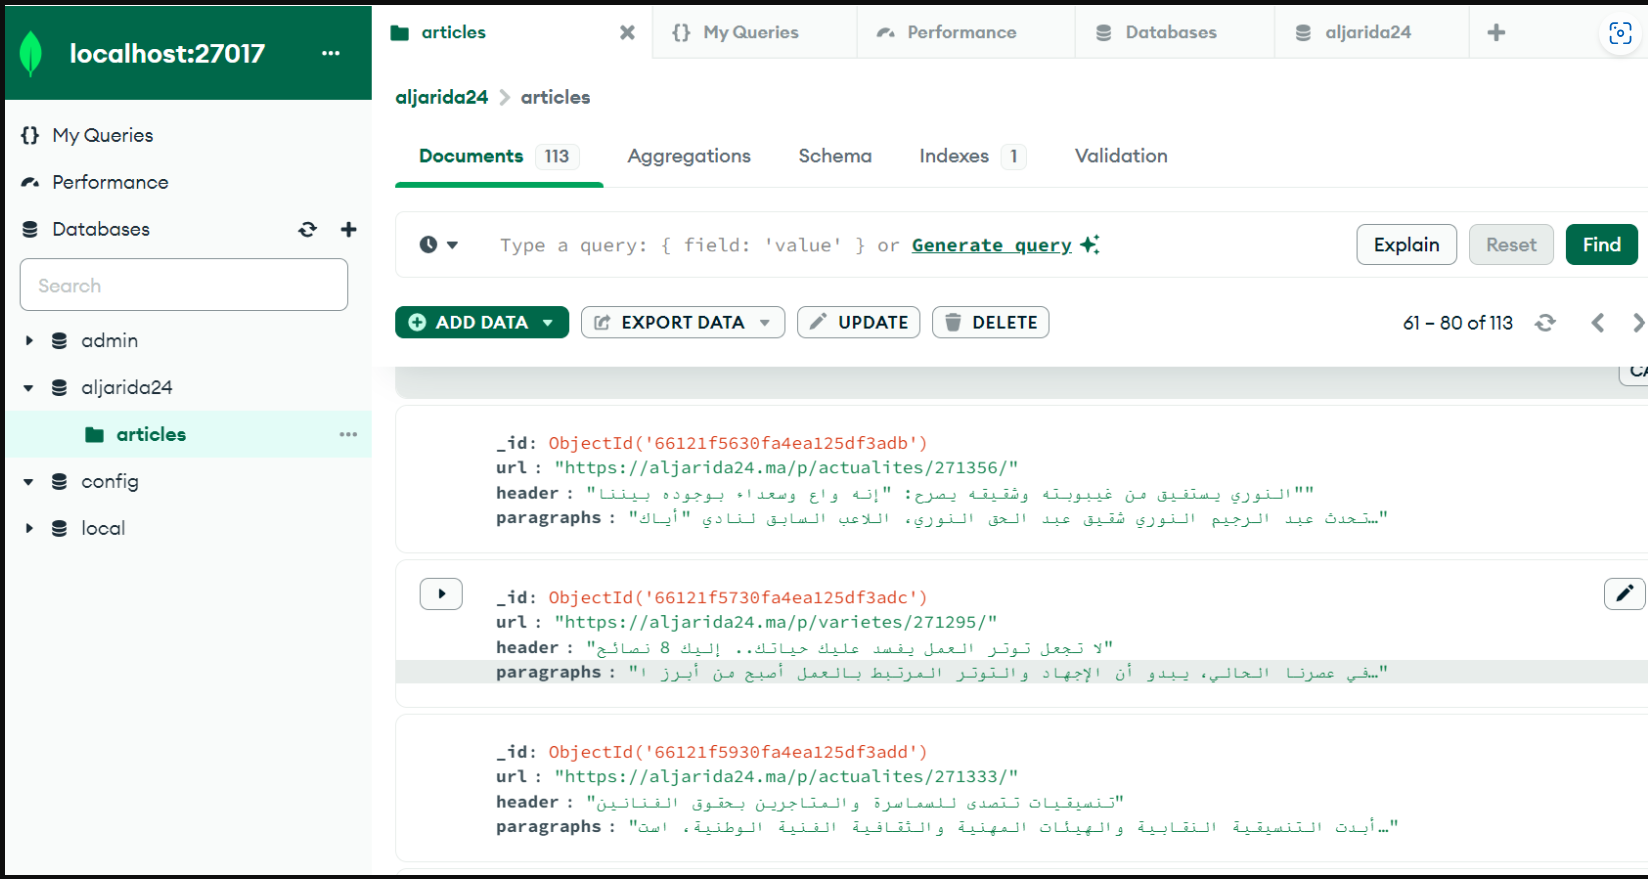 localhost:27017
My Queries
Performance
Databases
Search
admin
aljarida24
articles
config
local
articles
My Queries
Performance
Databases
aljarida24
aljarida24 > articles
Documents 113
Aggregations
Schema
Indexes 1
Validation
Type a query: { field: 'value' } or Generate query
Explain
Reset
Find
ADD DATA
EXPORT DATA
UPDATE
DELETE
61 – 80 of 113
CA
_id: ObjectId('66121f5630fa4ea125df3adb')
url : "https://aljarida24.ma/p/actualites/271356/"
header : "النوري يستفيق من غيبوبته وشقيقه يصرح: "إنه واع وسعداء بوجوده بيننا""
paragraphs : "تحدث عبد الرحيم النوري شقيق عبد الحق النوري، اللاعب السابق لنادي "أياك…"
_id: ObjectId('66121f5730fa4ea125df3adc')
url : "https://aljarida24.ma/p/varietes/271295/"
header : "لا تجعل توتر العمل يفسد عليك حياتك.. إليك 8 نصائح"
paragraphs : "في عصرنا الحالي، يبدو أن الإجهاد والتوتر المرتبط بالعمل أصبح من أبرز ا…"
_id: ObjectId('66121f5930fa4ea125df3add')
url : "https://aljarida24.ma/p/actualites/271333/"
header : "تنسيقيات تتصدى للسماسرة والمتاجرين بحقوق الفنانين"
paragraphs : "أبدت التنسيقية النقابية والهيئات المهنية والثقافية الفنية الوطنية، است…"